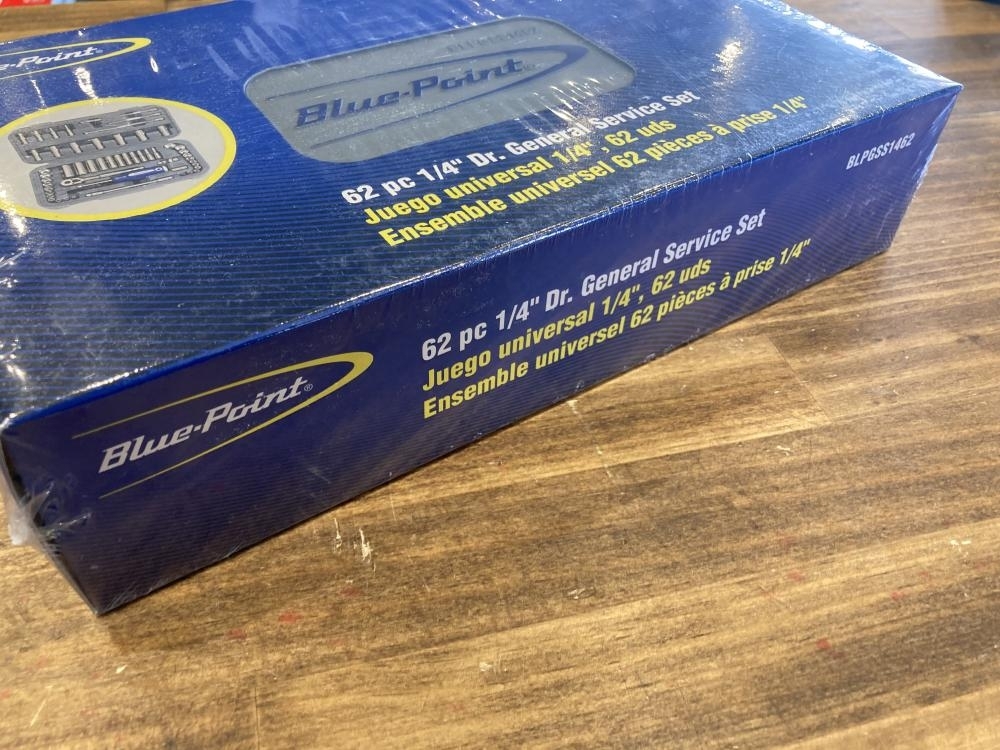 Blue-Point
Blue-Point
62 pc 1/4" Dr. General Service Set
Juego universal 1/4", 62 uds
Ensemble universel 62 pièces à prise 1/4"
BLPGSS1462
62 pc 1/4" Dr. General Service Set
Juego universal 1/4", 62 uds
Ensemble universel 62 pièces à prise 1/4"
Blue-Point®